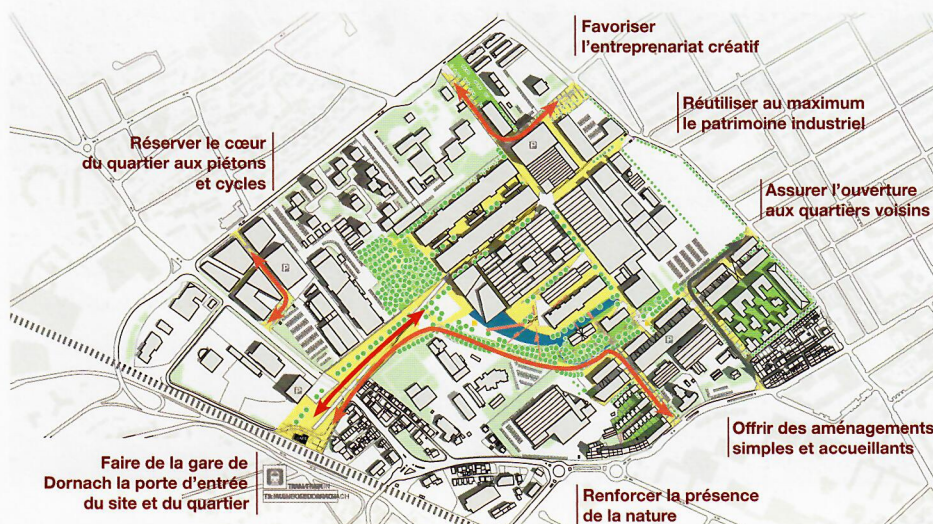 Favoriser
l'entreprenariat créatif
Réutiliser au maximum
le patrimoine industriel
Réserver le cœur
du quartier aux piétons
et cycles
Assurer l'ouverture
aux quartiers voisins
Offrir des aménagements
simples et accueillants
Faire de la gare de
Dornach la porte d'entrée
du site et du quartier
Renforcer la présence
de la nature
P
P
P
P